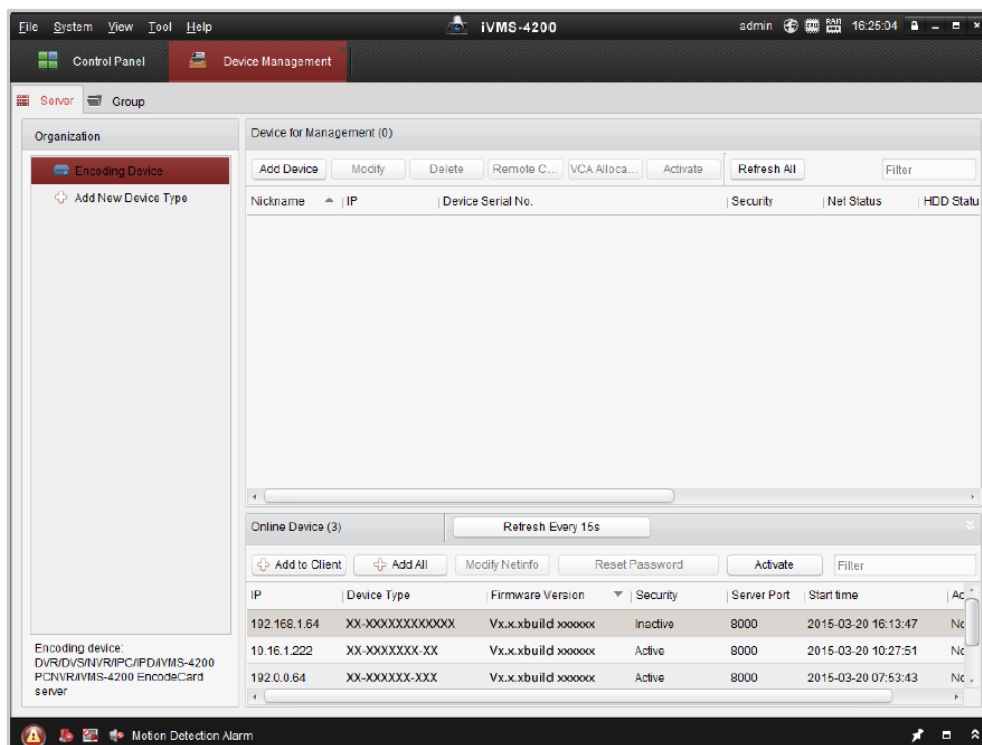 File System View Tool Help iVMS-4200 admin 16:25:04
Control Panel Device Management
Server Group
Organization
Encoding Device
Add New Device Type
Encoding device:
DVR/DVS/NVR/IPC/IPD/iVMS-4200
PCNVR/iVMS-4200 EncodeCard
server
Device for Management (0)
Add Device Modify Delete Remote C... VCA Alloca... Activate Refresh All Filter
Nickname IP Device Serial No. Security Net Status HDD Statu
Online Device (3) Refresh Every 15s
Add to Client Add All Modify Netinfo Reset Password Activate Filter
IP Device Type Firmware Version Security Server Port Start time Ac
192.168.1.64 XX-XXXXXXXXXXXX Vx.x.xbuild xxxxxx Inactive 8000 2015-03-20 16:13:47 No
10.16.1.222 XX-XXXXXXX-XX Vx.x.xbuild xxxxxx Active 8000 2015-03-20 10:27:51 No
192.0.0.64 XX-XXXXXX-XXX Vx.x.xbuild xxxxxx Active 8000 2015-03-20 07:53:43 No
Motion Detection Alarm